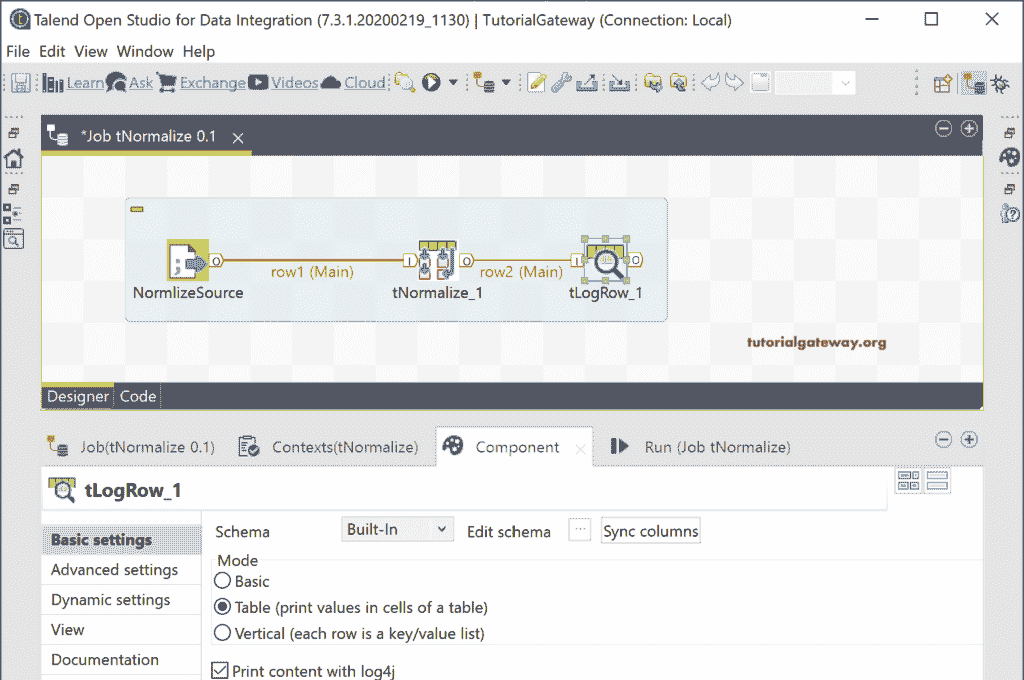 Talend Open Studio for Data Integration (7.3.1.20200219_1130) | TutorialGateway (Connection: Local)
File Edit View Window Help
Learn Ask Exchange Videos Cloud
*Job tNormalize 0.1
O I O I O
row1 (Main) row2 (Main)
NormlizeSource tNormalize_1 tLogRow_1
tutorialgateway.org
Designer Code
Job(tNormalize 0.1) Contexts(tNormalize) Component Run (Job tNormalize)
tLogRow_1
Schema Built-In Edit schema ... Sync columns
Basic settings
Mode
Advanced settings
Basic
Dynamic settings
Table (print values in cells of a table)
View
Vertical (each row is a key/value list)
Documentation
Print content with log4j